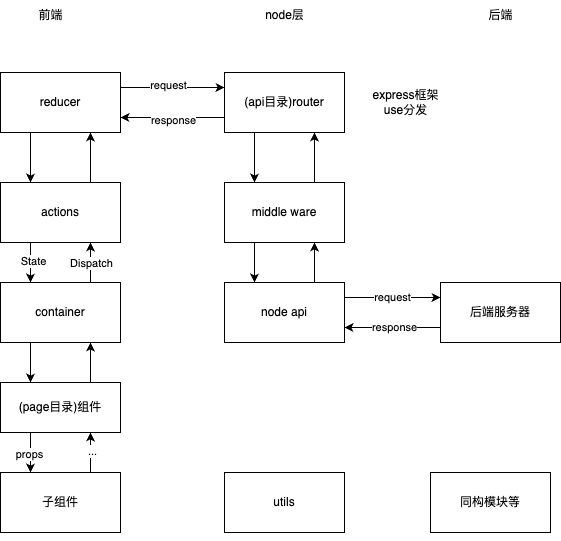 前端
node层
后端
reducer
request
response
(api目录)router
express框架
use分发
actions
middle ware
State
Dispatch
container
node api
request
response
后端服务器
(page目录)组件
props
...
子组件
utils
同构模块等